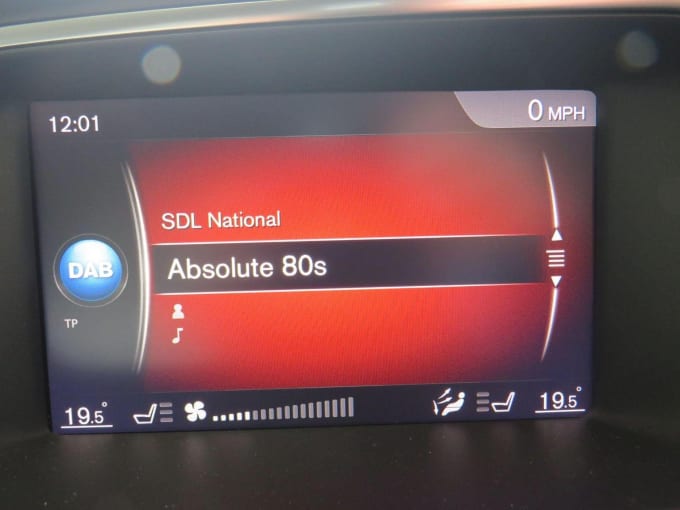 12:01
0 MPH
SDL National
Absolute 80s
DAB
TP
19.5°
19.5°